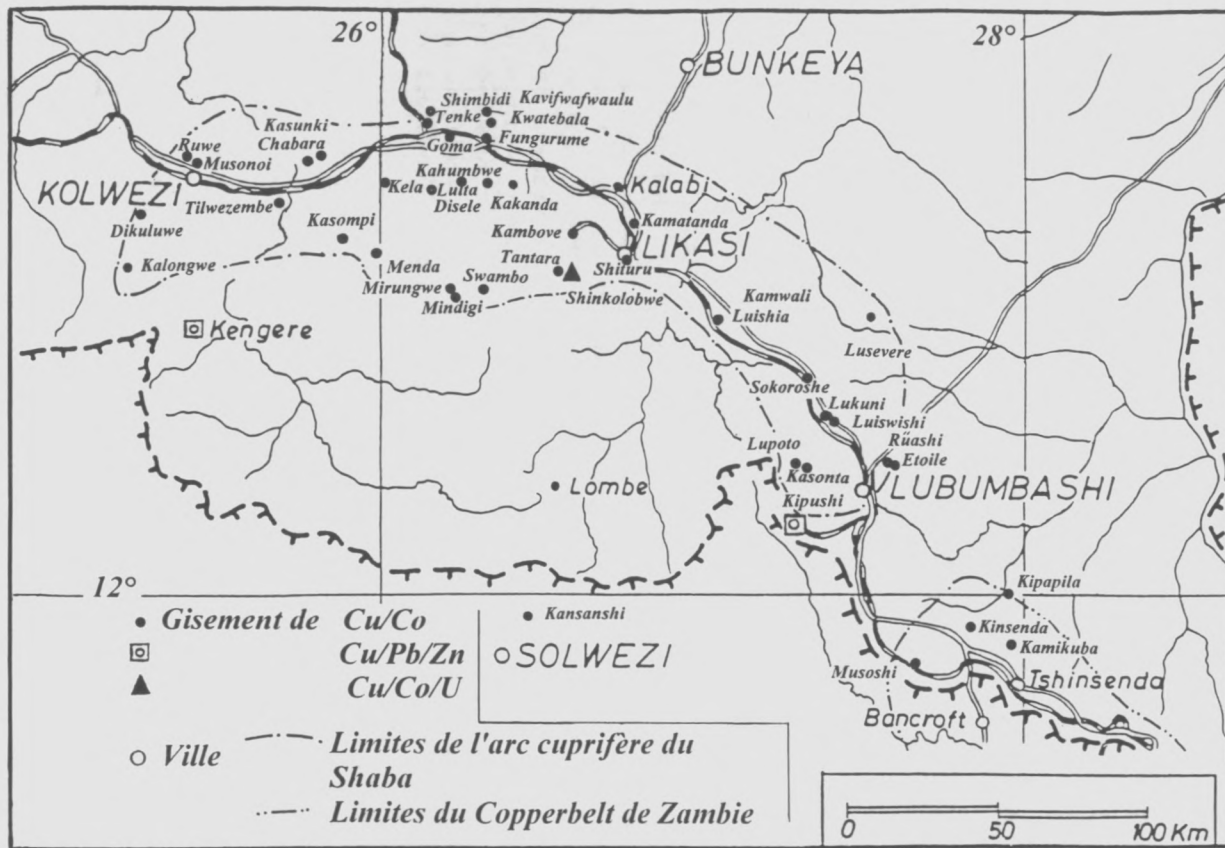 26°
28°
BUNKEYA
Shimbidi
Kavifwafwaulu
Tenke
Kwatebala
Kasunki
Chabara
Goma
Fungurume
Ruwe
Musonoi
KOLWEZI
Kahumbwe
Kela
Luita
Disele
Kakanda
Kalabi
Tilwezembe
Dikuluwe
Kasompi
Kambove
Kamatanda
LIKASI
Kalongwe
Menda
Tantara
Shituru
Mirungwe
Swambo
Mindigi
Shinkolobwe
Kamwali
Luishia
Kengere
Lusevere
Sokoroshe
Lukuni
Luiswishi
Lupoto
Rüashi
Etoile
Kasonta
Lombe
Kipushi
LUBUMBASHI
12°
Kipapila
Kansanshi
Kinsenda
Kamikuba
SOLWEZI
Musoshi
Tshinsenda
Bancroft
Gisement de Cu/Co
Cu/Pb/Zn
Cu/Co/U
Ville
Limites de l'arc cuprifère du
Shaba
Limites du Copperbelt de Zambie
0 50 100 Km